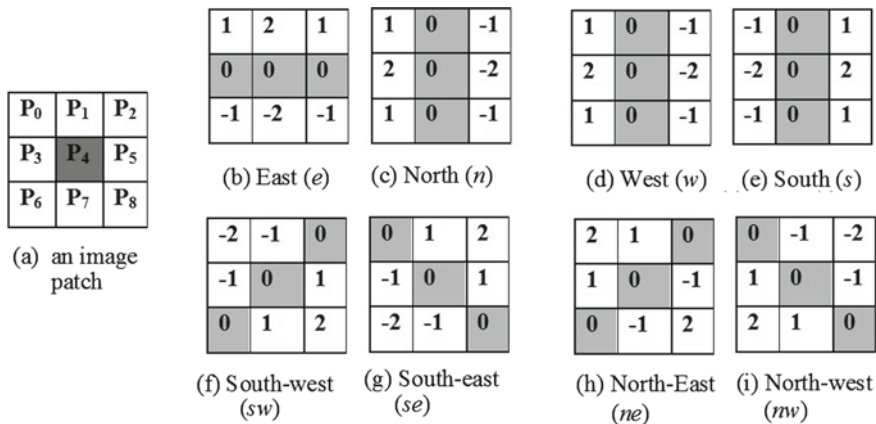 1 2 1
0 0 0
-1 -2 -1
(b) East (e)
1 0 -1
2 0 -2
1 0 -1
(c) North (n)
1 0 -1
2 0 -2
1 0 -1
(d) West (w)
-1 0 1
-2 0 2
-1 0 1
(e) South (s)
P0 P1 P2
P3 P4 P5
P6 P7 P8
(a) an image
patch
-2 -1 0
-1 0 1
0 1 2
(f) South-west
(sw)
0 1 2
-1 0 1
-2 -1 0
(g) South-east
(se)
2 1 0
1 0 -1
0 -1 2
(h) North-East
(ne)
0 -1 -2
1 0 -1
2 1 0
(i) North-west
(nw)